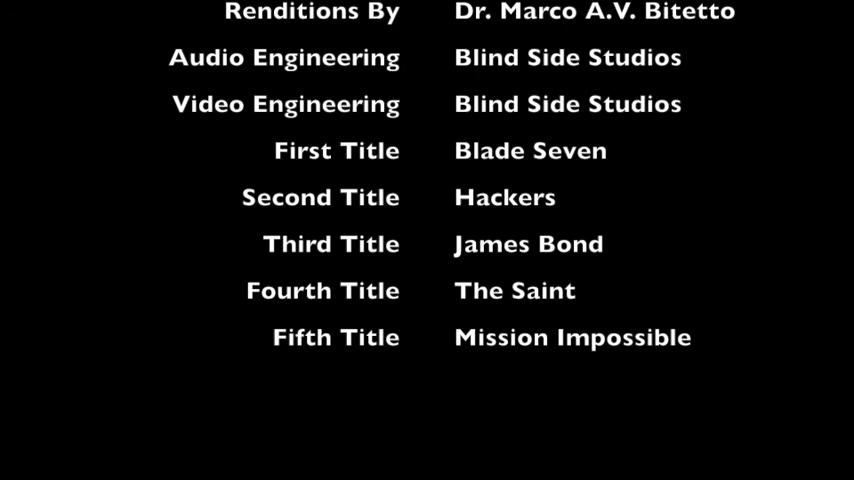 Renditions By Dr. Marco A.V. Bitetto
Audio Engineering Blind Side Studios
Video Engineering Blind Side Studios
First Title Blade Seven
Second Title Hackers
Third Title James Bond
Fourth Title The Saint
Fifth Title Mission Impossible